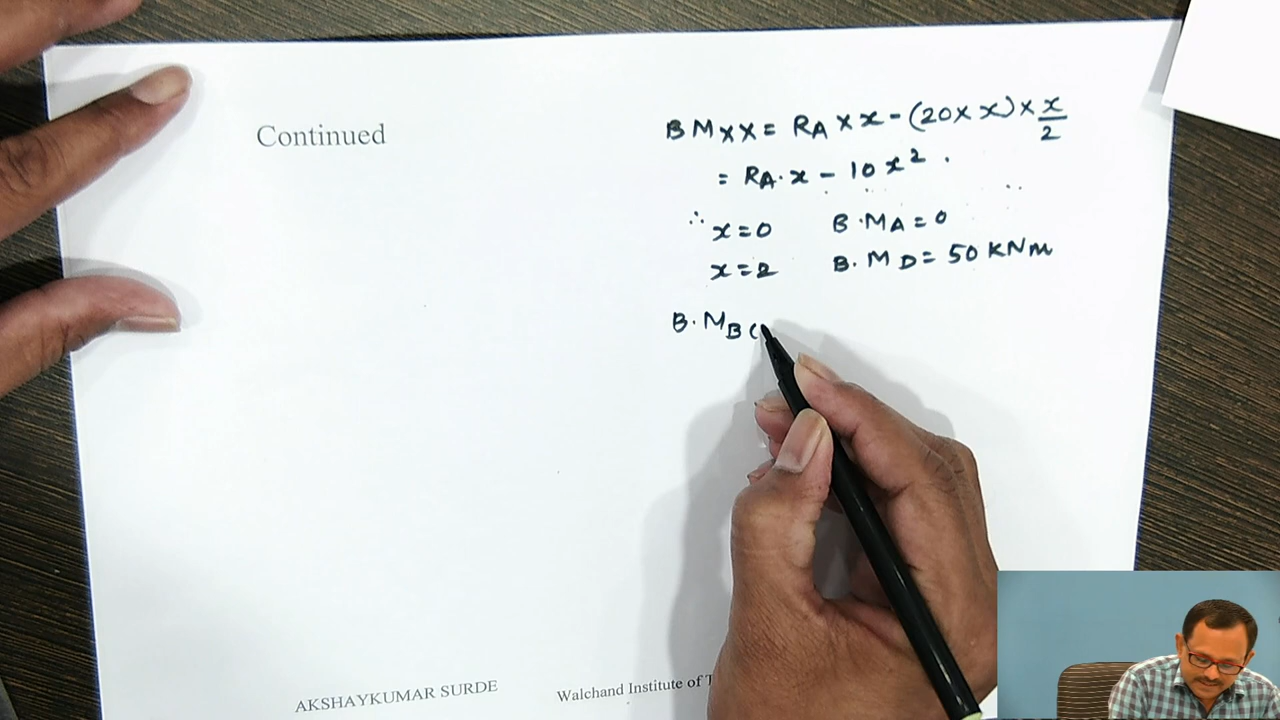 Continued
BMxx = RA × x - (20 × x) × x/2
= RA · x - 10x² .
∴ x = 0 B.MA = 0
x = 2 B.MD = 50 KNm
B.MB (
AKSHAYKUMAR SURDE
Walchand Institute of